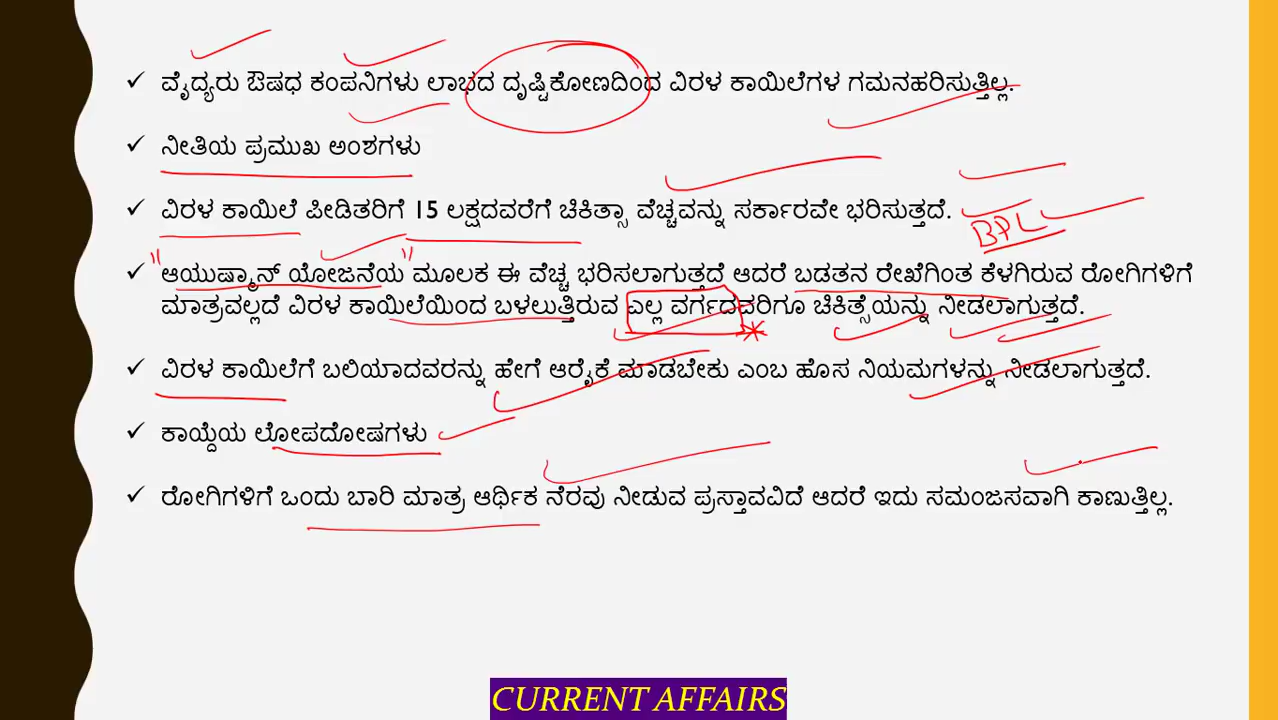 ವೈದ್ಯರು ಔಷಧ ಕಂಪನಿಗಳು ಲಾಭದ ದೃಷ್ಟಿಕೋಣದಿಂದ ವಿರಳ ಕಾಯಿಲೆಗಳ ಗಮನಹರಿಸುತ್ತಿಲ್ಲ.
ನೀತಿಯ ಪ್ರಮುಖ ಅಂಶಗಳು
ವಿರಳ ಕಾಯಿಲೆ ಪೀಡಿತರಿಗೆ 15 ಲಕ್ಷದವರೆಗೆ ಚಿಕಿತ್ಸಾ ವೆಚ್ಚವನ್ನು ಸರ್ಕಾರವೇ ಭರಿಸುತ್ತದೆ.
BPL
"ಆಯುಷ್ಮಾನ್ ಯೋಜನೆಯ" ಮೂಲಕ ಈ ವೆಚ್ಚ ಭರಿಸಲಾಗುತ್ತದೆ ಆದರೆ ಬಡತನ ರೇಖೆಗಿಂತ ಕೆಳಗಿರುವ ರೋಗಿಗಳಿಗೆ
ಮಾತ್ರವಲ್ಲದೆ ವಿರಳ ಕಾಯಿಲೆಯಿಂದ ಬಳಲುತ್ತಿರುವ ಎಲ್ಲ ವರ್ಗದವರಿಗೂ ಚಿಕಿತ್ಸೆಯನ್ನು ನೀಡಲಾಗುತ್ತದೆ.
ವಿರಳ ಕಾಯಿಲೆಗೆ ಬಲಿಯಾದವರನ್ನು ಹೇಗೆ ಆರೈಕೆ ಮಾಡಬೇಕು ಎಂಬ ಹೊಸ ನಿಯಮಗಳನ್ನು ನೀಡಲಾಗುತ್ತದೆ.
ಕಾಯ್ದೆಯ ಲೋಪದೋಷಗಳು
ರೋಗಿಗಳಿಗೆ ಒಂದು ಬಾರಿ ಮಾತ್ರ ಆರ್ಥಿಕ ನೆರವು ನೀಡುವ ಪ್ರಸ್ತಾವವಿದೆ ಆದರೆ ಇದು ಸಮಂಜಸವಾಗಿ ಕಾಣುತ್ತಿಲ್ಲ.
CURRENT AFFAIRS